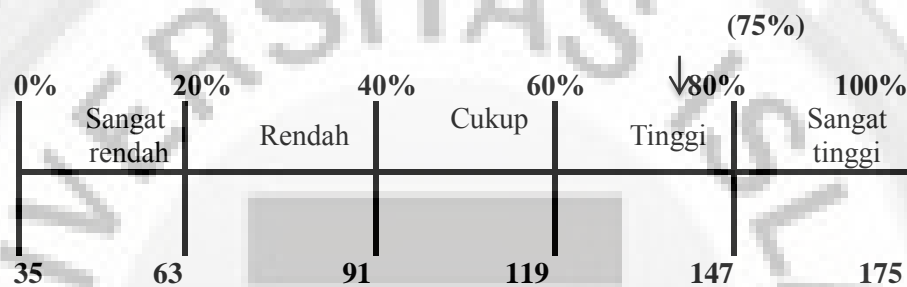 (75%)
0% 20% 40% 60% 80% 100%
Sangat rendah Rendah Cukup Tinggi Sangat tinggi
35 63 91 119 147 175